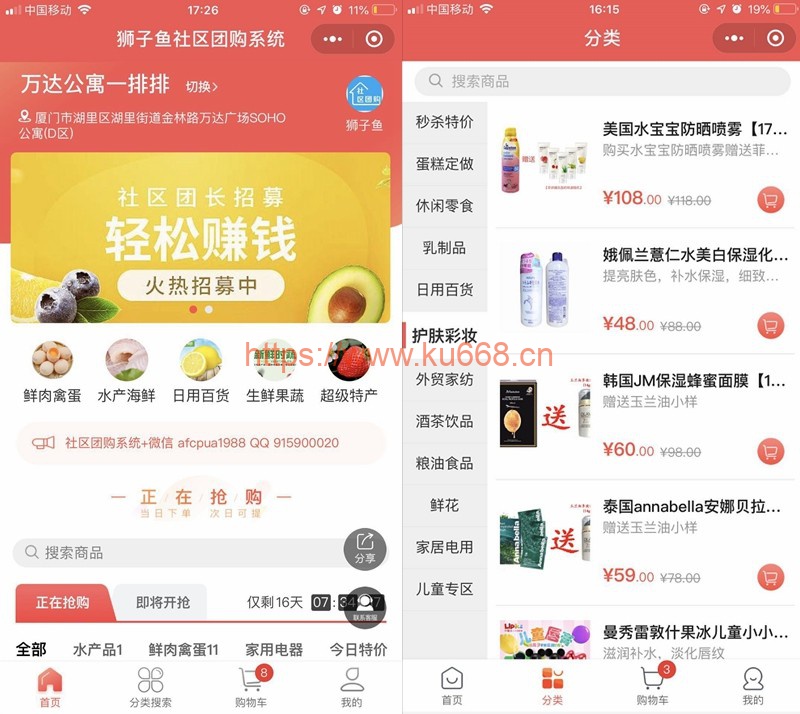 中国移动
17:26
11%
狮子鱼社区团购系统
万达公寓一排排
切换
厦门市湖里区湖里街道金林路万达广场SOHO
公寓(D区)
社区团购
狮子鱼
社区团长招募
轻松赚钱
火热招募中
新鲜时蔬
鲜肉禽蛋
水产海鲜
日用百货
生鲜果蔬
超级特产
社区团购系统+微信 afcpua1988 QQ 915900020
正在抢购
当日下单 次日可提
搜索商品
分享
正在抢购
即将开抢
仅剩16天
07
联系客服
全部
水产品1
鲜肉禽蛋11
家用电器
今日特价
8
首页
分类搜索
购物车
我的
中国移动
16:15
19%
分类
搜索商品
秒杀特价
蛋糕定做
休闲零食
乳制品
日用百货
护肤彩妆
外贸家纺
酒茶饮品
粮油食品
鲜花
家居电用
儿童专区
赠送
美国水宝宝防晒喷雾【17...
购买水宝宝防晒喷雾赠送菲...
¥108.00 ¥118.00
娥佩兰薏仁水美白保湿化...
提亮肤色，补水保湿，细致...
¥48.00 ¥88.00
送
韩国JM保湿蜂蜜面膜【1...
赠送玉兰油小样
¥60.00 ¥98.00
Annabella
送
泰国annabella安娜贝拉...
赠送玉兰油小样
¥59.00 ¥78.00
儿童唇膏
曼秀雷敦什果冰儿童小小...
滋润补水，淡化唇纹
3
首页
分类
购物车
我的
https://www.ku668.cn